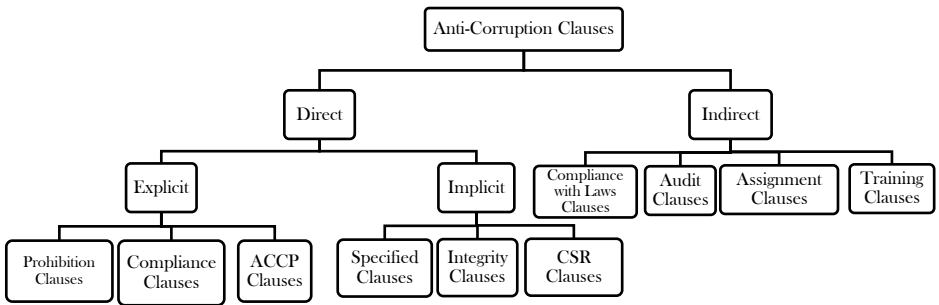 Anti-Corruption Clauses
Direct
Indirect
Explicit
Implicit
Compliance
with Laws
Clauses
Audit
Clauses
Assignment
Clauses
Training
Clauses
Prohibition
Clauses
Compliance
Clauses
ACCP
Clauses
Specified
Clauses
Integrity
Clauses
CSR
Clauses